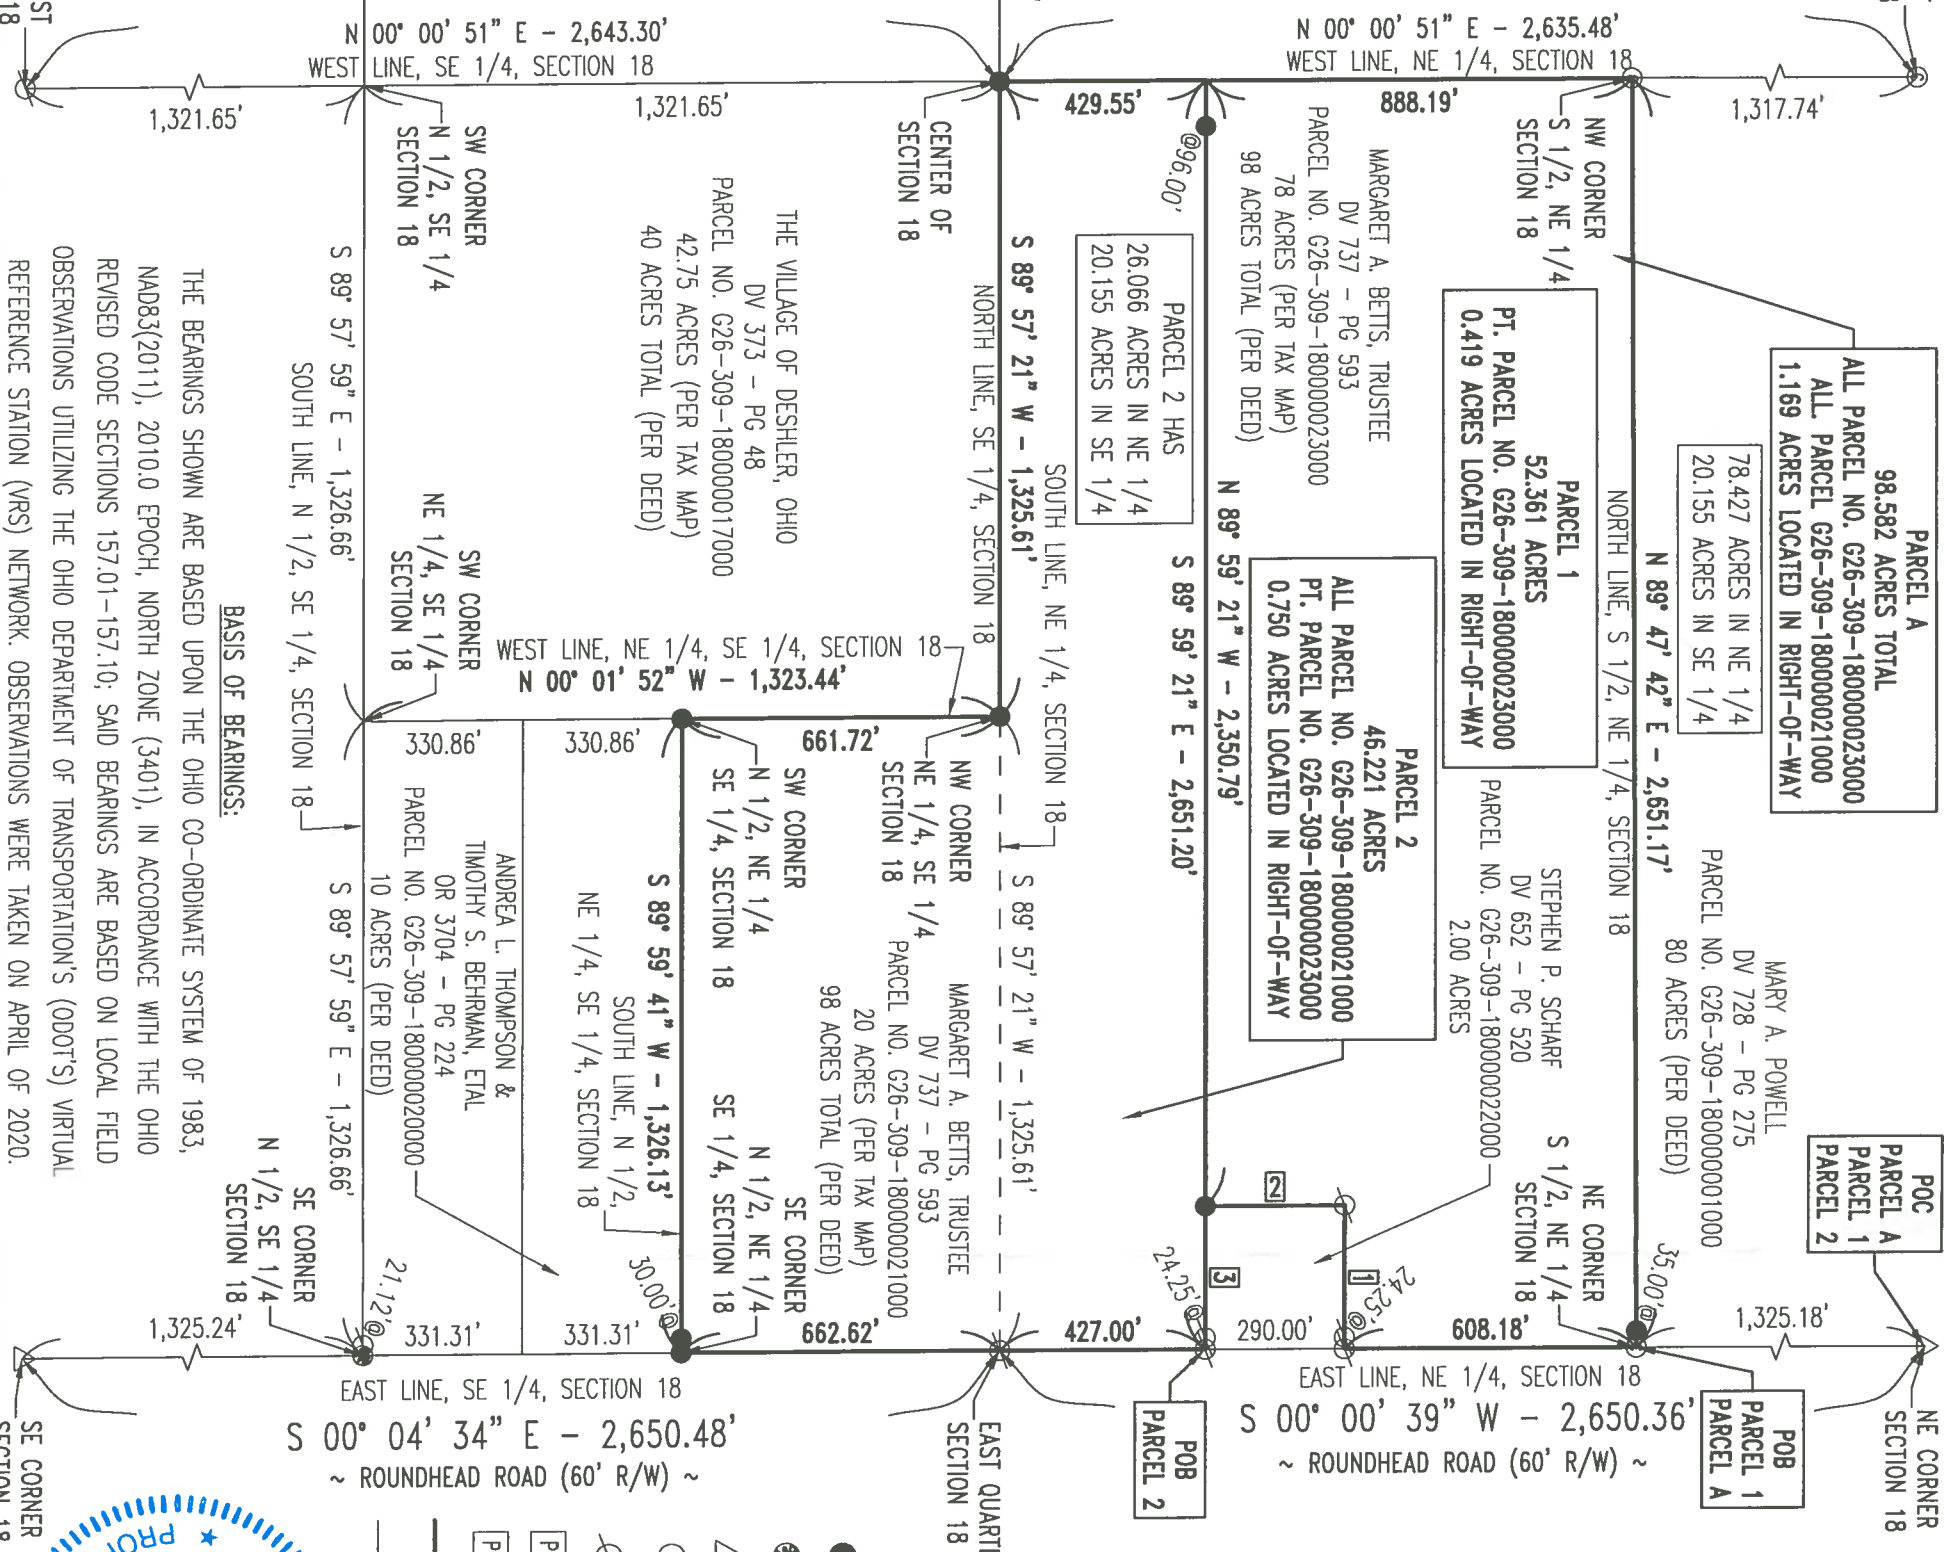 N 00° 00' 51" E - 2,643.30'
WEST LINE, SE 1/4, SECTION 18
1,321.65'
1,321.65'
N 00° 00' 51" E - 2,635.48'
WEST LINE, NE 1/4, SECTION 18
429.55'
888.19'
1,317.74'
ST
18
PARCEL A
98.582 ACRES TOTAL
ALL PARCEL NO. G26-309-180000023000
ALL. PARCEL G26-309-180000021000
1.169 ACRES LOCATED IN RIGHT-OF-WAY
78.427 ACRES IN NE 1/4
20.155 ACRES IN SE 1/4
MARY A. POWELL
DV 728 - PG 275
PARCEL NO. G26-309-1800000001000
80 ACRES (PER DEED)
POC
PARCEL A
PARCEL 1
PARCEL 2
NE CORNER
SECTION 18
N 89° 47' 42" E - 2,651.17'
NORTH LINE, S 1/2, NE 1/4, SECTION 18
35.00'@
NW CORNER
S 1/2, NE 1/4
SECTION 18
PARCEL 1
52.361 ACRES
PT. PARCEL NO. G26-309-180000023000
0.419 ACRES LOCATED IN RIGHT-OF-WAY
STEPHEN P. SCHARF
DV 652 - PG 520
PARCEL NO. G26-309-1800000022000
2.00 ACRES
NE CORNER
S 1/2, NE 1/4
SECTION 18
POB
PARCEL 1
PARCEL A
MARGARET A. BETTS, TRUSTEE
DV 737 - PG 593
PARCEL NO. G26-309-1800000023000
78 ACRES (PER TAX MAP)
98 ACRES TOTAL (PER DEED)
PARCEL 2
46.221 ACRES
ALL PARCEL NO. G26-309-1800000021000
PT. PARCEL NO. G26-309-1800000023000
0.750 ACRES LOCATED IN RIGHT-OF-WAY
1
24.25'@
2
3
24.25'@
@96.00'
N 89° 59' 21" W - 2,350.79'
S 89° 59' 21" E - 2,651.20'
PARCEL 2 HAS
26.066 ACRES IN NE 1/4
20.155 ACRES IN SE 1/4
POB
PARCEL 2
SOUTH LINE, NE 1/4, SECTION 18
S 89° 57' 21" W - 1,325.61'
S 89° 57' 21" W - 1,325.61'
NORTH LINE, SE 1/4, SECTION 18
CENTER OF
SECTION 18
NW CORNER
NE 1/4, SE 1/4
SECTION 18
MARGARET A. BETTS, TRUSTEE
DV 737 - PG 593
PARCEL NO. G26-309-1800000021000
20 ACRES (PER TAX MAP)
98 ACRES TOTAL (PER DEED)
SECTION 18
THE VILLAGE OF DESHLER, OHIO
DV 373 - PG 48
PARCEL NO. G26-309-1800000017000
42.75 ACRES (PER TAX MAP)
40 ACRES TOTAL (PER DEED)
WEST LINE, NE 1/4, SE 1/4, SECTION 18
N 00° 01' 52" W - 1,323.44'
330.86'
330.86'
661.72'
SW CORNER
N 1/2, NE 1/4
SE 1/4, SECTION 18
SE CORNER
N 1/2, NE 1/4
SE 1/4, SECTION 18
S 89° 59' 41" W - 1,326.13'
30.00'@
SOUTH LINE, N 1/2,
NE 1/4, SE 1/4, SECTION 18
SW CORNER
N 1/2, SE 1/4
SECTION 18
SW CORNER
NE 1/4, SE 1/4
SECTION 18
ANDREA L. THOMPSON &
TIMOTHY S. BEHRMAN, ETAL
OR 3704 - PG 224
PARCEL NO. G26-309-1800000020000
10 ACRES (PER DEED)
21.12'@
S 89° 57' 59" E - 1,326.66'
S 89° 57' 59" E - 1,326.66'
SOUTH LINE, N 1/2, SE 1/4, SECTION 18
SE CORNER
N 1/2, SE 1/4
SECTION 18
1,325.24'
331.31'
331.31'
662.62'
427.00'
290.00'
608.18'
1,325.18'
EAST LINE, SE 1/4, SECTION 18
S 00° 04' 34" E - 2,650.48'
~ ROUNDHEAD ROAD (60' R/W) ~
EAST LINE, NE 1/4, SECTION 18
S 00° 00' 39" W - 2,650.36'
~ ROUNDHEAD ROAD (60' R/W) ~
BASIS OF BEARINGS:
THE BEARINGS SHOWN ARE BASED UPON THE OHIO CO-ORDINATE SYSTEM OF 1983,
NAD83(2011), 2010.0 EPOCH, NORTH ZONE (3401), IN ACCORDANCE WITH THE OHIO
REVISED CODE SECTIONS 157.01-157.10; SAID BEARINGS ARE BASED ON LOCAL FIELD
OBSERVATIONS UTILIZING THE OHIO DEPARTMENT OF TRANSPORTATION'S (ODOT'S) VIRTUAL
REFERENCE STATION (VRS) NETWORK. OBSERVATIONS WERE TAKEN ON APRIL OF 2020.
SE CORNER